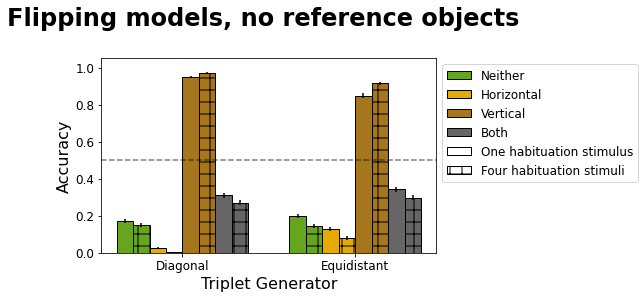 Flipping models, no reference objects
1.0
0.8
0.6
0.4
0.2
0.0
Accuracy
Diagonal
Equidistant
Triplet Generator
Neither
Horizontal
Vertical
Both
One habituation stimulus
Four habituation stimuli